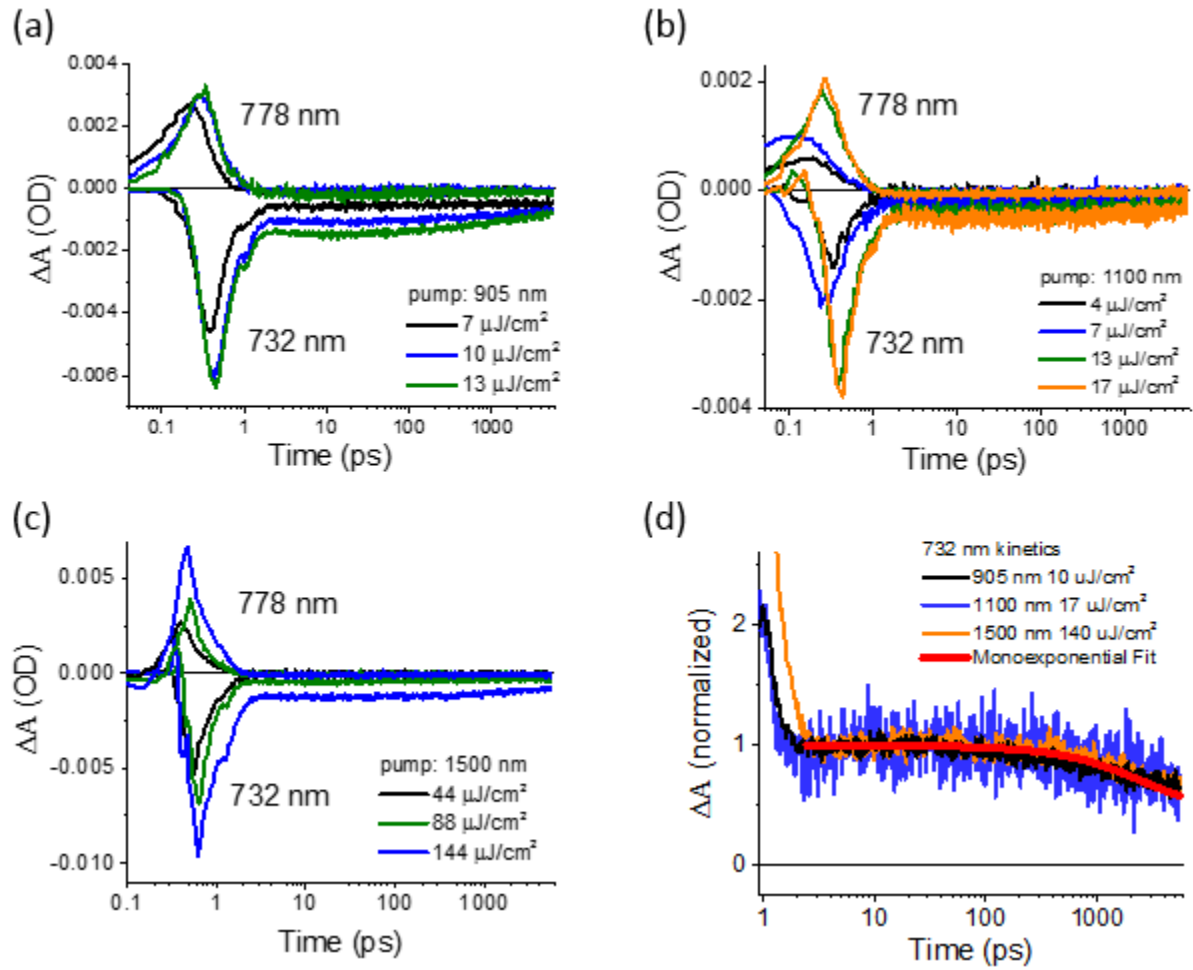 (a)
0.004
0.002
0.000
-0.002
-0.004
-0.006
ΔA (OD)
778 nm
732 nm
pump: 905 nm
7 μJ/cm²
10 μJ/cm²
13 μJ/cm²
0.1 1 10 100 1000
Time (ps)
(b)
0.002
0.000
-0.002
-0.004
ΔA (OD)
778 nm
732 nm
pump: 1100 nm
4 μJ/cm²
7 μJ/cm²
13 μJ/cm²
17 μJ/cm²
0.1 1 10 100 1000
Time (ps)
(c)
0.005
0.000
-0.005
-0.010
ΔA (OD)
778 nm
732 nm
pump: 1500 nm
44 μJ/cm²
88 μJ/cm²
144 μJ/cm²
0.1 1 10 100 1000
Time (ps)
(d)
2
1
0
ΔA (normalized)
732 nm kinetics
905 nm 10 uJ/cm²
1100 nm 17 uJ/cm²
1500 nm 140 uJ/cm²
Monoexponential Fit
1 10 100 1000
Time (ps)